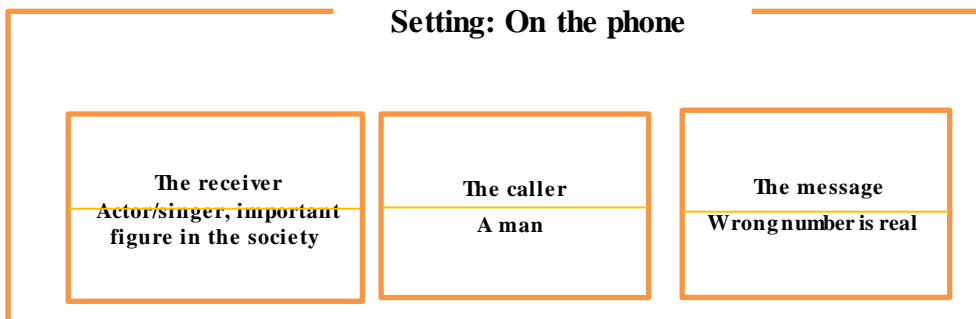 Setting: On the phone
The receiver
Actor/singer, important
figure in the society
The caller
A man
The message
Wrong number is real